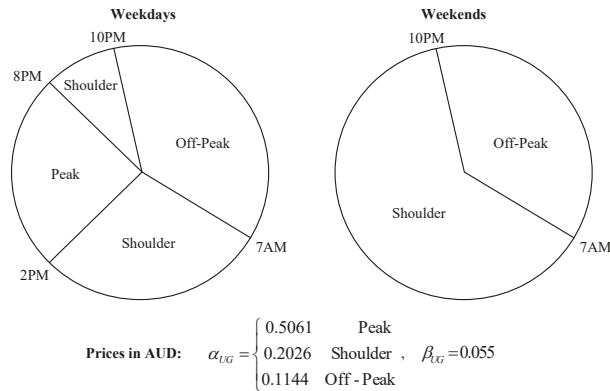 Weekdays
Weekends
10PM
10PM
8PM
Shoulder
Off-Peak
Off-Peak
Peak
Shoulder
Shoulder
7AM
7AM
2PM
Prices in AUD: α_UG = { 0.5061 Peak
0.2026 Shoulder , β_UG =0.055
0.1144 Off - Peak